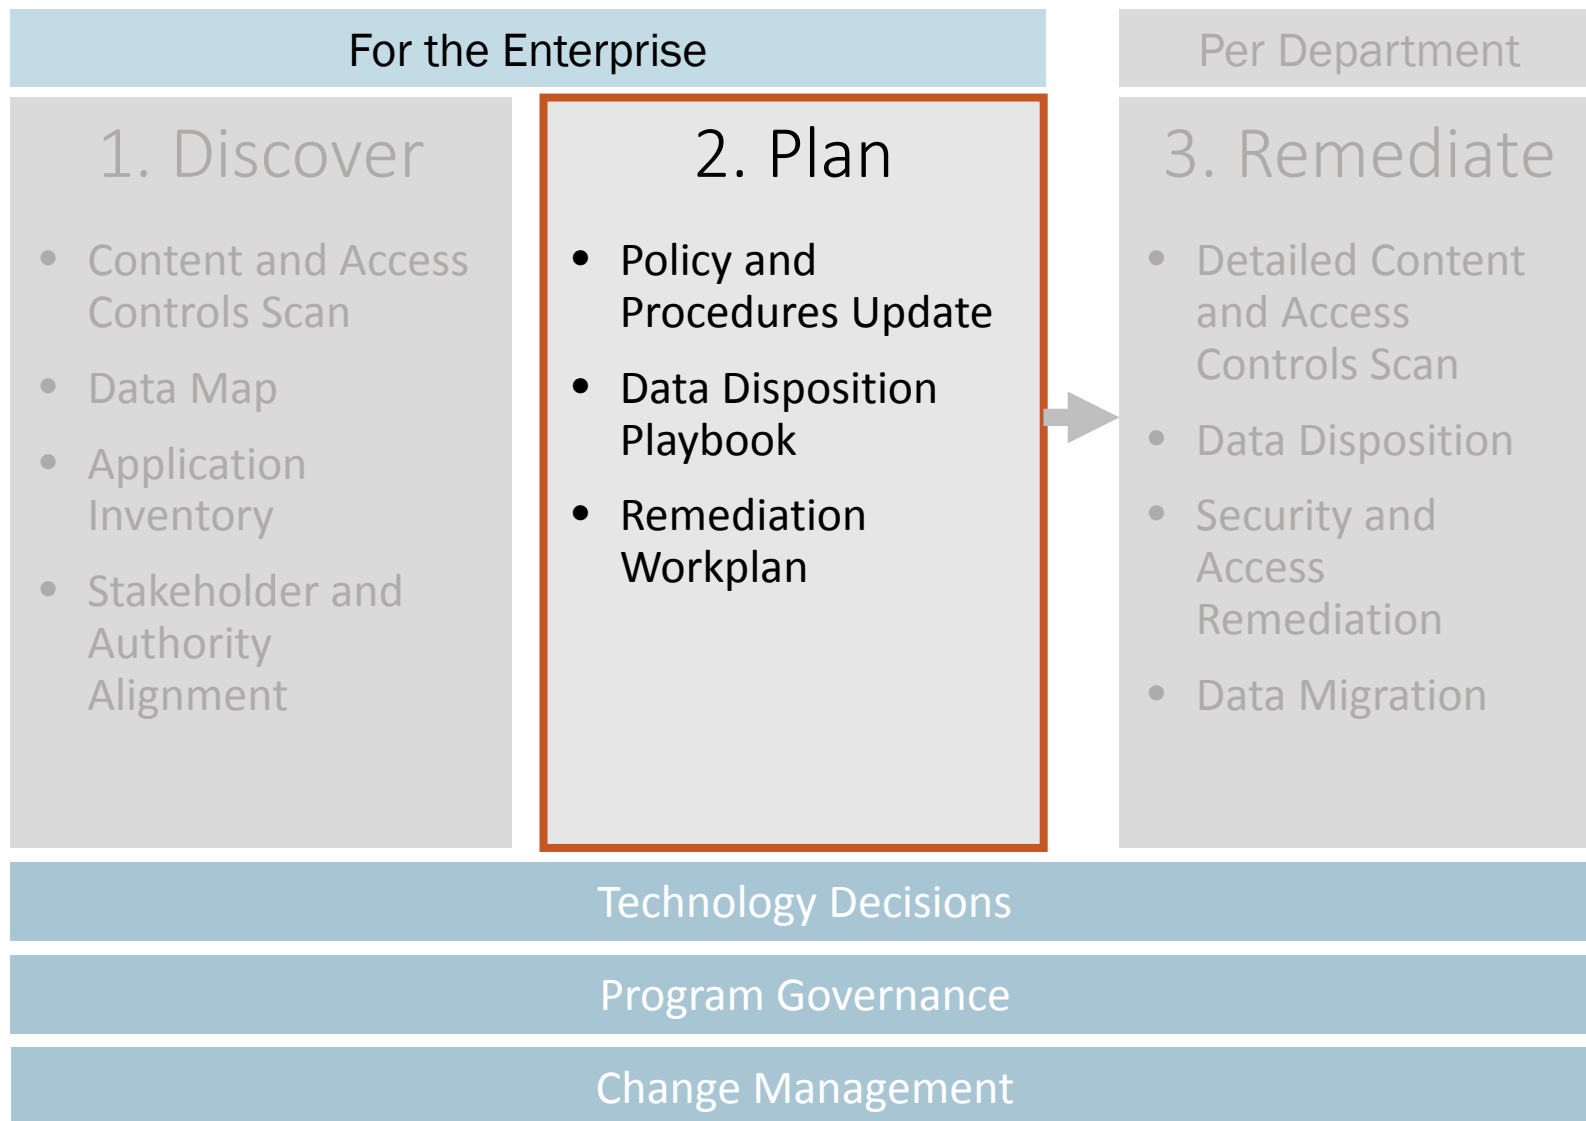 For the Enterprise
Per Department
1. Discover
• Content and Access
Controls Scan
• Data Map
• Application
Inventory
• Stakeholder and
Authority
Alignment
2. Plan
• Policy and
Procedures Update
• Data Disposition
Playbook
• Remediation
Workplan
3. Remediate
• Detailed Content
and Access
Controls Scan
• Data Disposition
• Security and
Access
Remediation
• Data Migration
Technology Decisions
Program Governance
Change Management